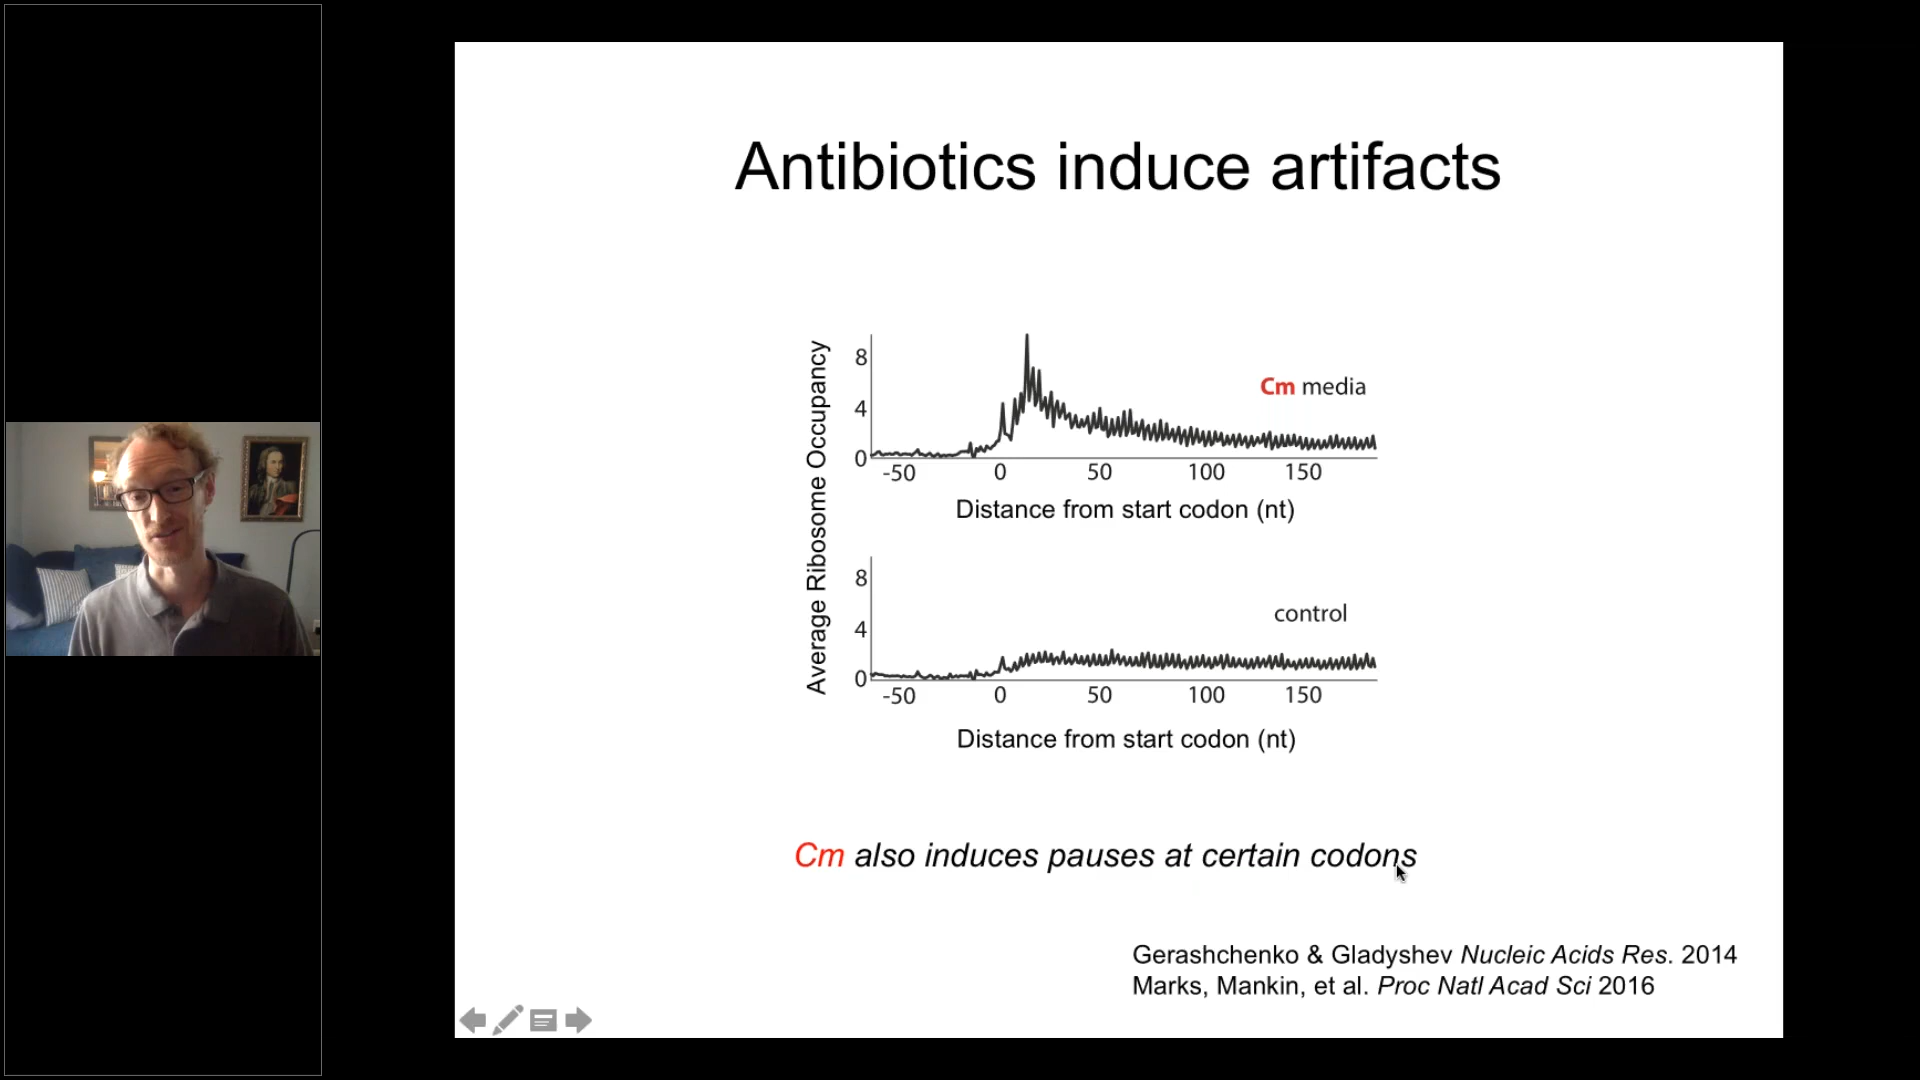 Antibiotics induce artifacts
Average Ribosome Occupancy
8
4
0
Cm media
-50 0 50 100 150
Distance from start codon (nt)
8
4
0
control
-50 0 50 100 150
Distance from start codon (nt)
Cm also induces pauses at certain codons
Gerashchenko & Gladyshev Nucleic Acids Res. 2014
Marks, Mankin, et al. Proc Natl Acad Sci 2016